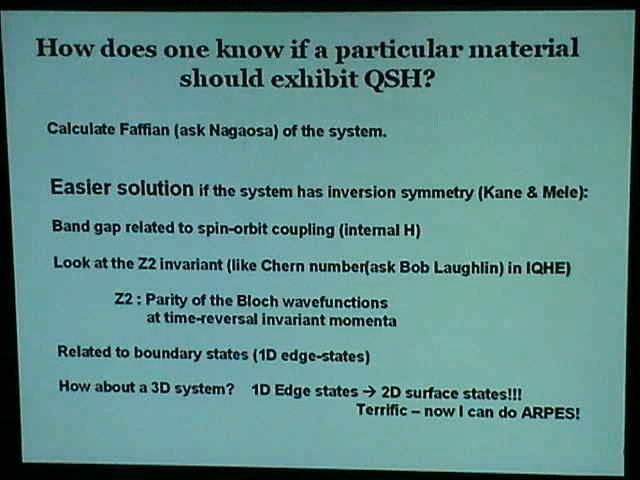 How does one know if a particular material
should exhibit QSH?
Calculate Faffian (ask Nagaosa) of the system.
Easier solution if the system has inversion symmetry (Kane & Mele):
Band gap related to spin-orbit coupling (internal H)
Look at the Z2 invariant (like Chern number(ask Bob Laughlin) in IQHE)
Z2 : Parity of the Bloch wavefunctions
at time-reversal invariant momenta
Related to boundary states (1D edge-states)
How about a 3D system? 1D Edge states → 2D surface states!!!
Terrific – now I can do ARPES!